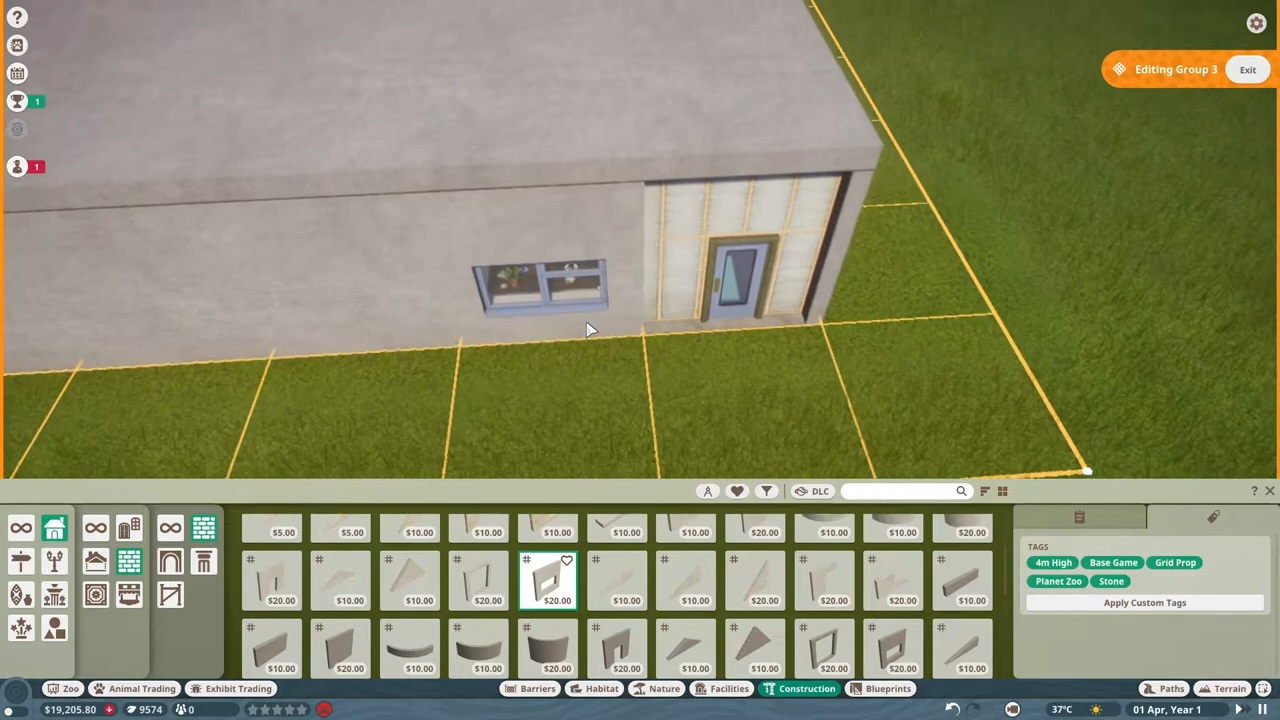 ?
Editing Group 3 Exit
1
1
DLC
?
$5.00 $5.00 $10.00 $10.00 $10.00 $10.00 $10.00 $20.00 $10.00 $10.00 $20.00
$20.00 $10.00 $10.00 $20.00 $20.00 $10.00 $10.00 $20.00 $10.00 $20.00 $10.00
$10.00 $20.00 $10.00 $10.00 $20.00 $20.00 $10.00 $20.00 $20.00 $20.00 $10.00
TAGS
4m High Base Game Grid Prop
Planet Zoo Stone
Apply Custom Tags
Zoo Animal Trading Exhibit Trading Barriers Habitat Nature Facilities Construction Blueprints Paths Terrain
$19,205.80 9574 0 37°C 01 Apr, Year 1